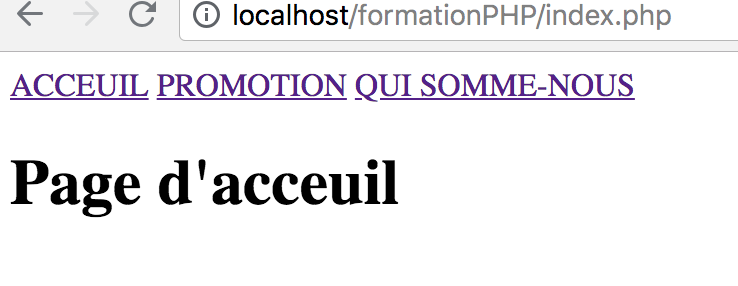 localhost/formationPHP/index.php
ACCEUIL PROMOTION QUI SOMME-NOUS
Page d'acceuil